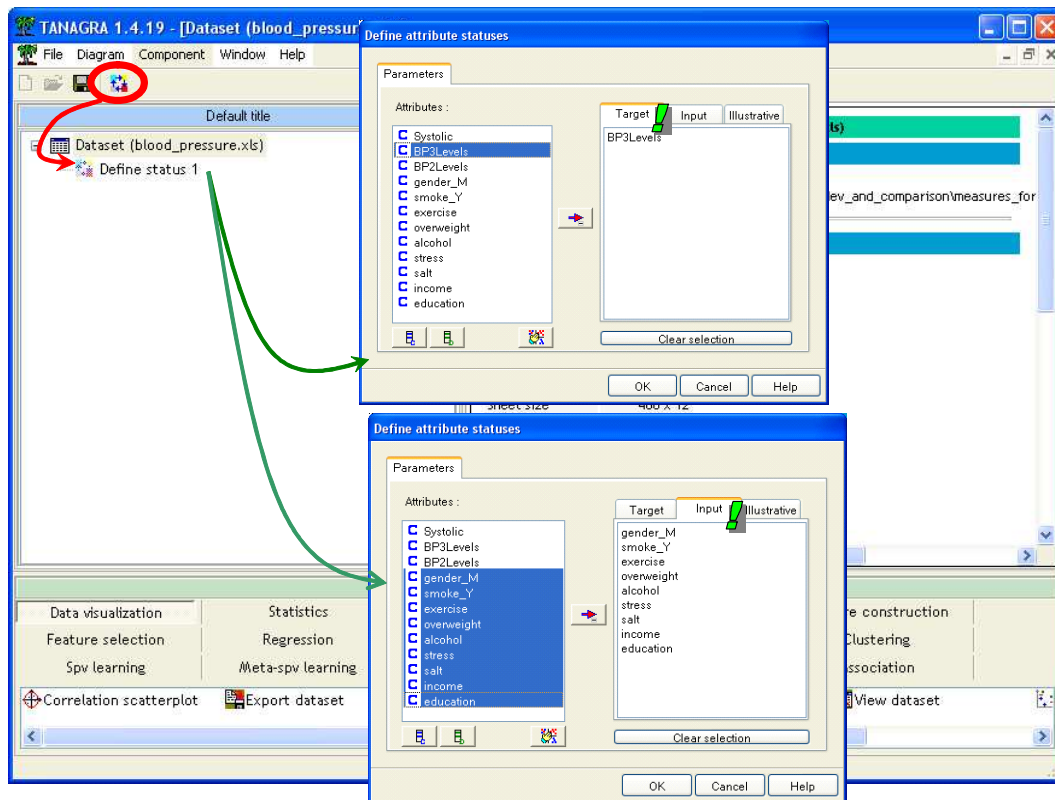 TANAGRA 1.4.19 - [Dataset (blood_pressur
File Diagram Component Window Help
Default title
Dataset (blood_pressure.xls)
Define status 1
ls)
ev_and_comparison\measures_for
Define attribute statuses
Parameters
Attributes :
Systolic
BP3Levels
BP2Levels
gender_M
smoke_Y
exercise
overweight
alcohol
stress
salt
income
education
Target Input Illustrative
BP3Levels
Clear selection
OK Cancel Help
Sheet size 488 x 12
Define attribute statuses
Parameters
Attributes :
Systolic
BP3Levels
BP2Levels
gender_M
smoke_Y
exercise
overweight
alcohol
stress
salt
income
education
Target Input Illustrative
gender_M
smoke_Y
exercise
overweight
alcohol
stress
salt
income
education
Clear selection
OK Cancel Help
Data visualization Statistics re construction
Feature selection Regression Clustering
Spv learning Meta-spv learning ssociation
Correlation scatterplot Export dataset View dataset